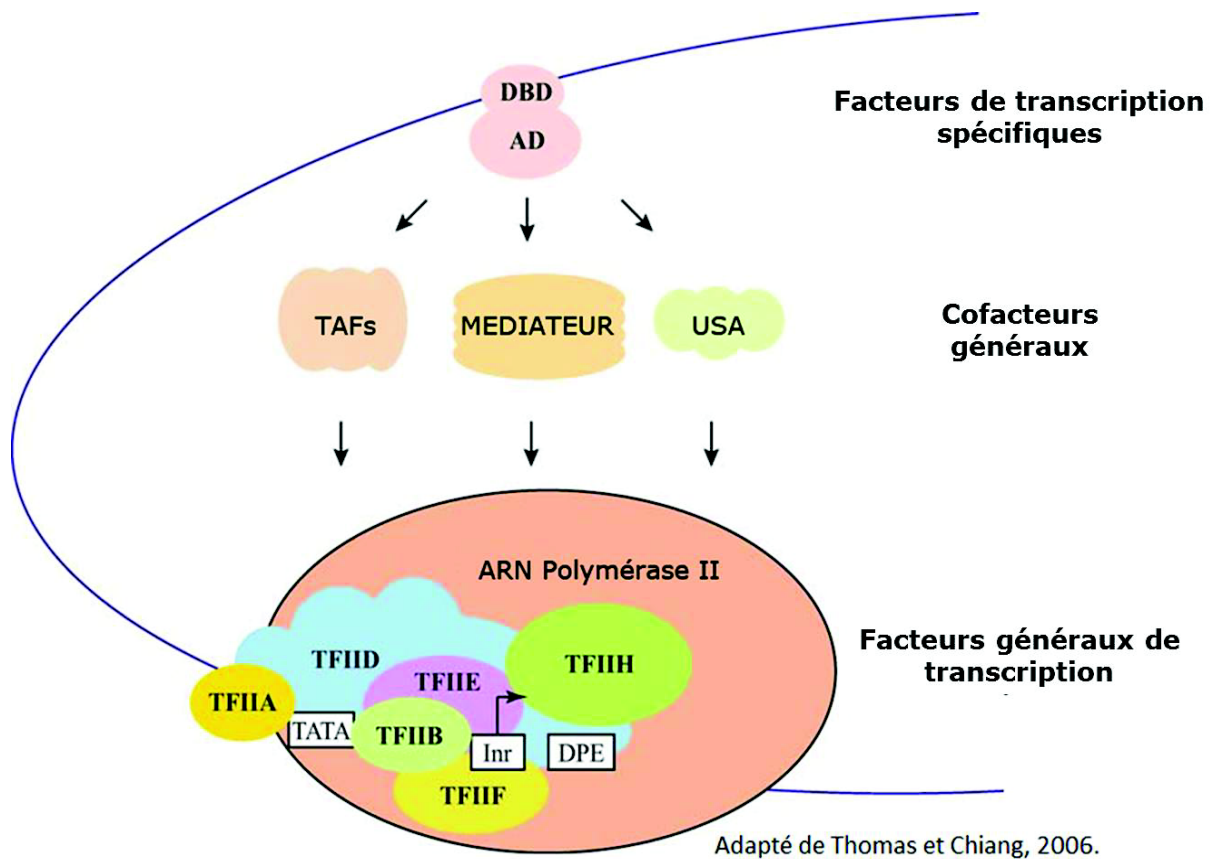 DBD
AD
Facteurs de transcription
spécifiques
TAFs
MEDIATEUR
USA
Cofacteurs
généraux
ARN Polymérase II
TFIID
TFIIE
TFIIH
TFIIA
TATA
TFIIB
Inr
DPE
TFIIF
Facteurs généraux de
transcription
Adapté de Thomas et Chiang, 2006.